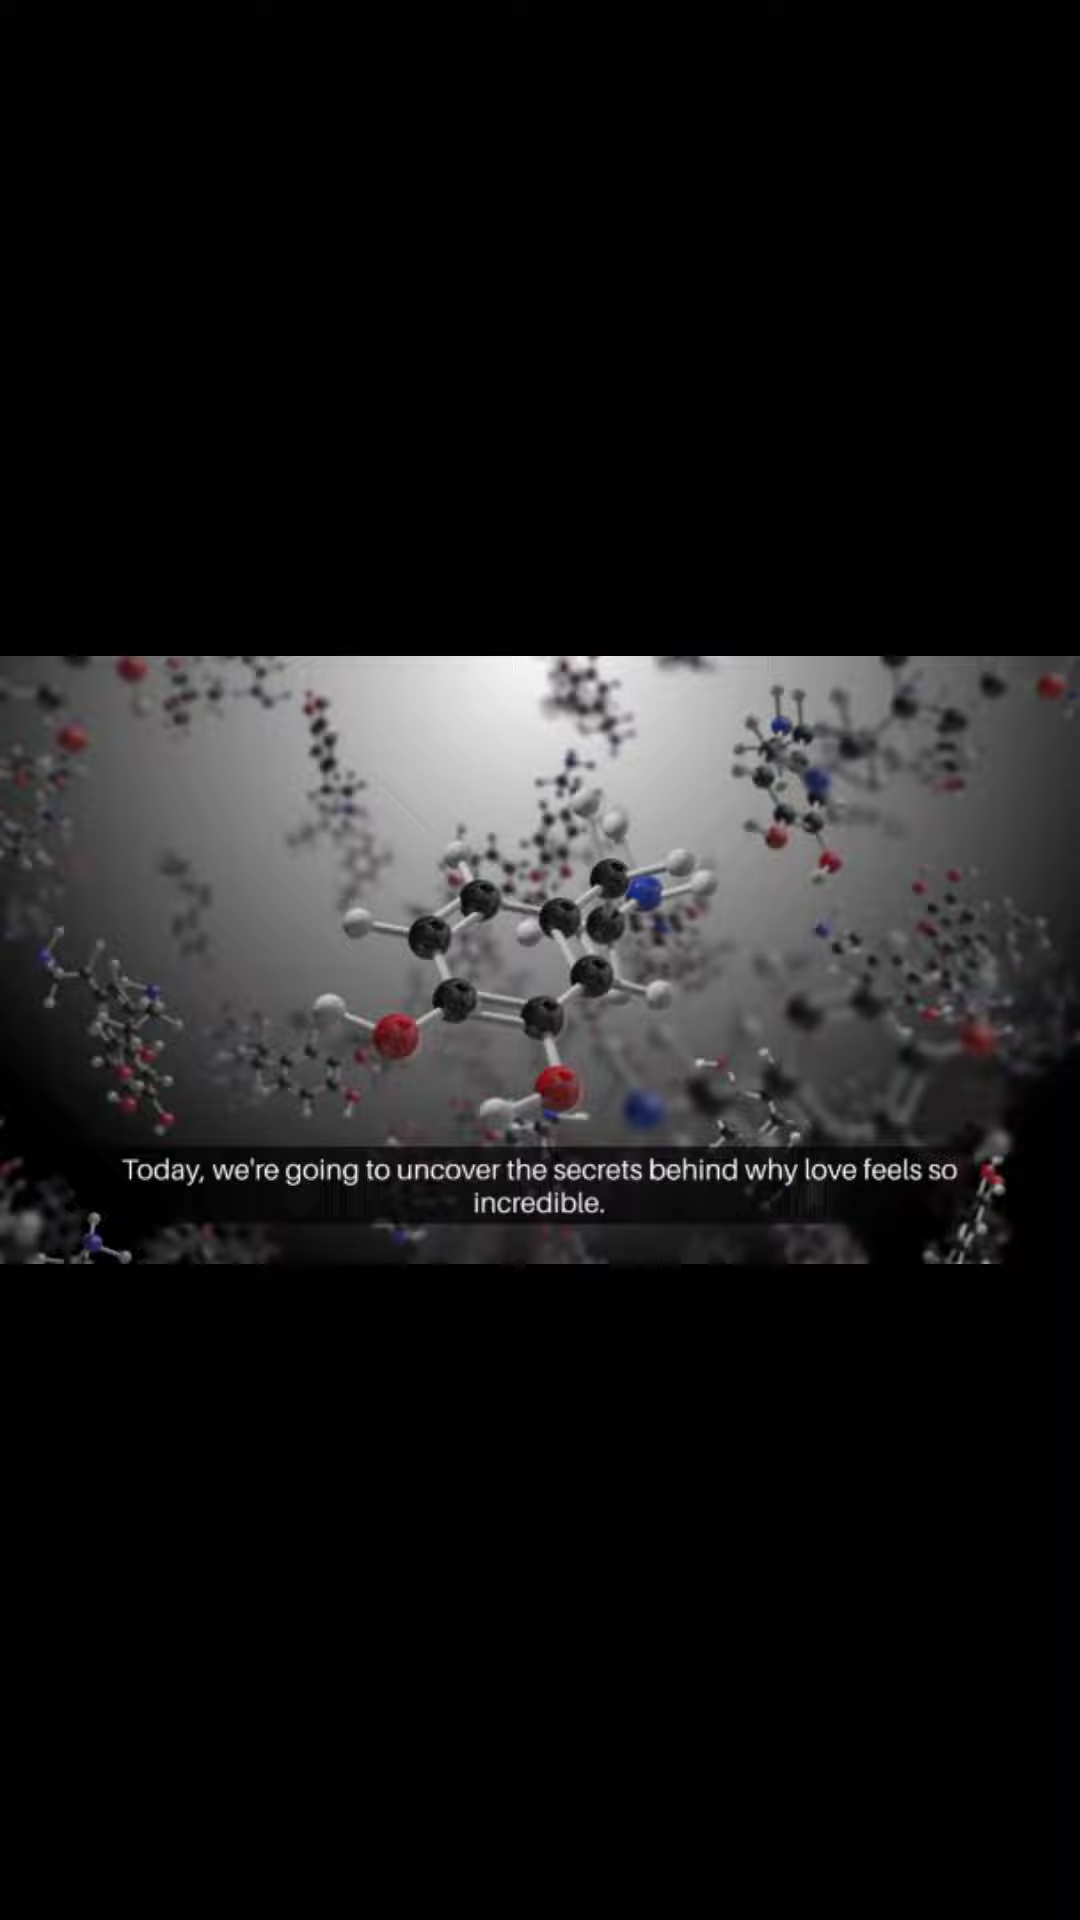 Today, we're going to uncover the secrets behind why love feels so
incredible.